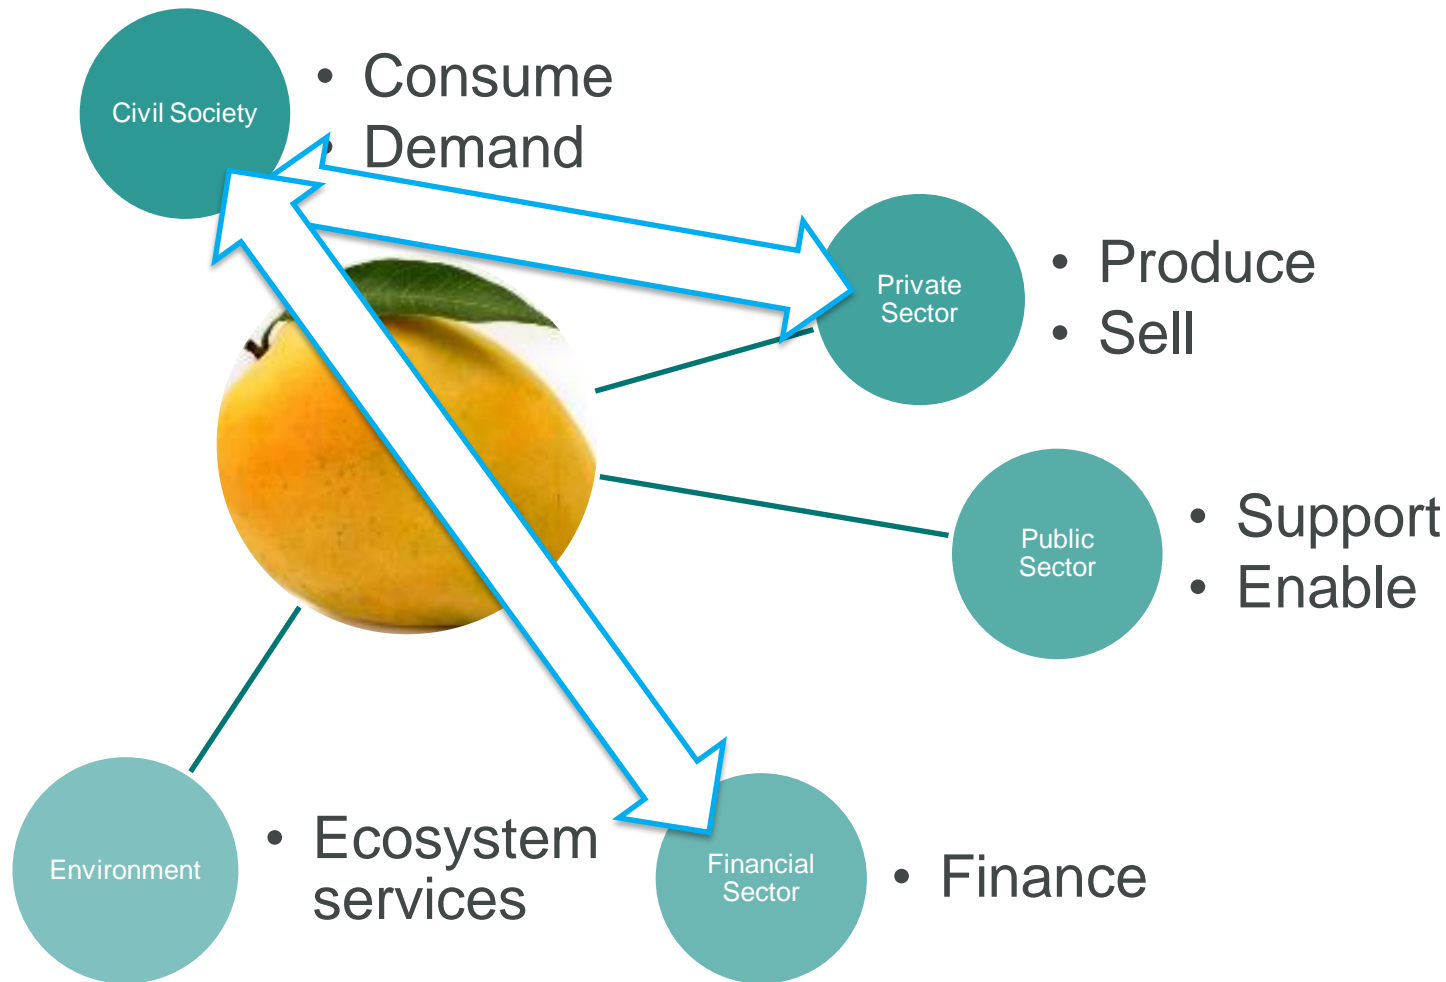 Civil Society
• Consume
• Demand
Private
Sector
• Produce
• Sell
Public
Sector
• Support
• Enable
Environment
• Ecosystem
services
Financial
Sector
• Finance